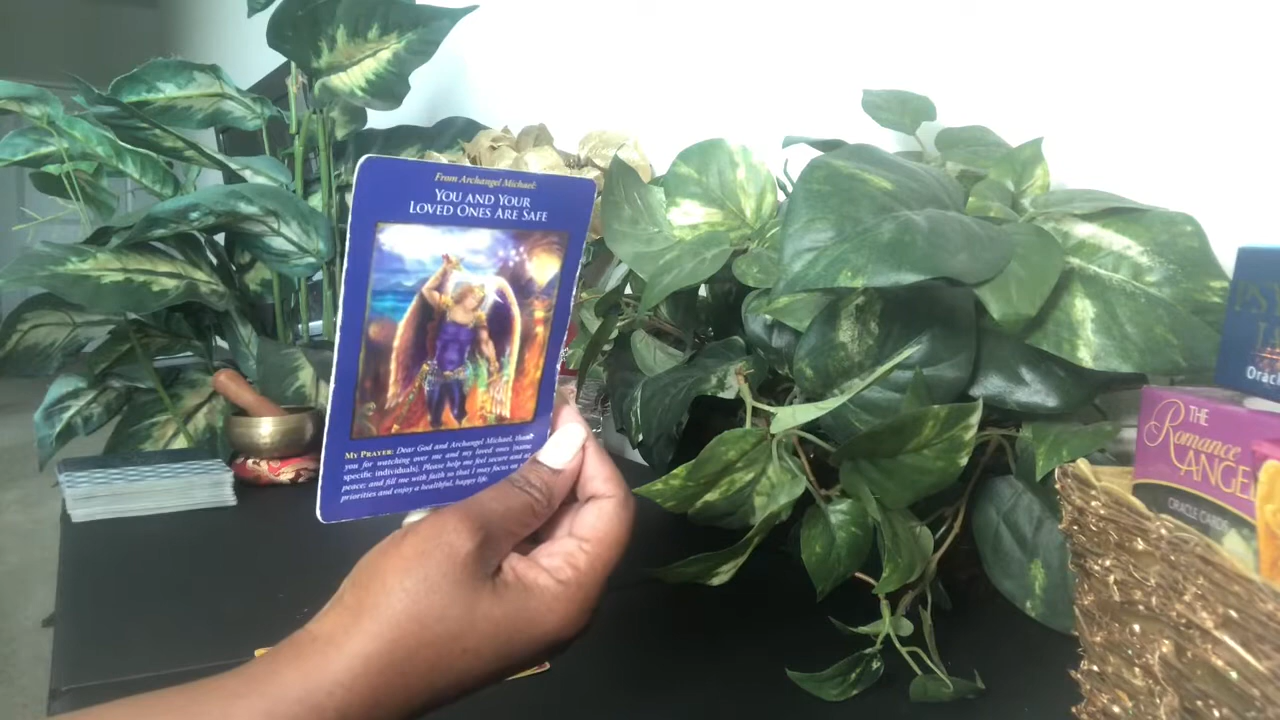 From Archangel Michael:
YOU AND YOUR
LOVED ONES ARE SAFE
MY PRAYER: Dear God and Archangel Michael, thank
you for watching over me and my loved ones [name
specific individuals]. Please help me feel secure and at
peace; and fill me with faith so that I may focus on
priorities and enjoy a healthful, happy life.
THE
Romance
ANGE
ORACLE CARDS
Orac